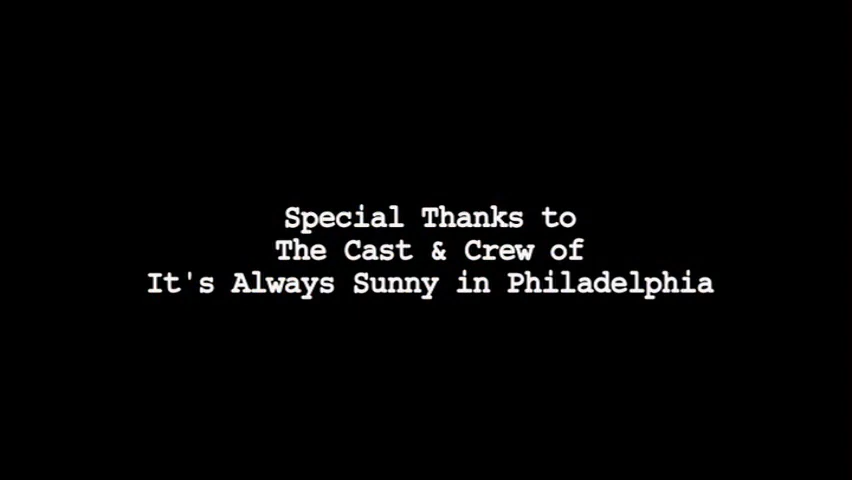 Special Thanks to
The Cast & Crew of
It's Always Sunny in Philadelphia